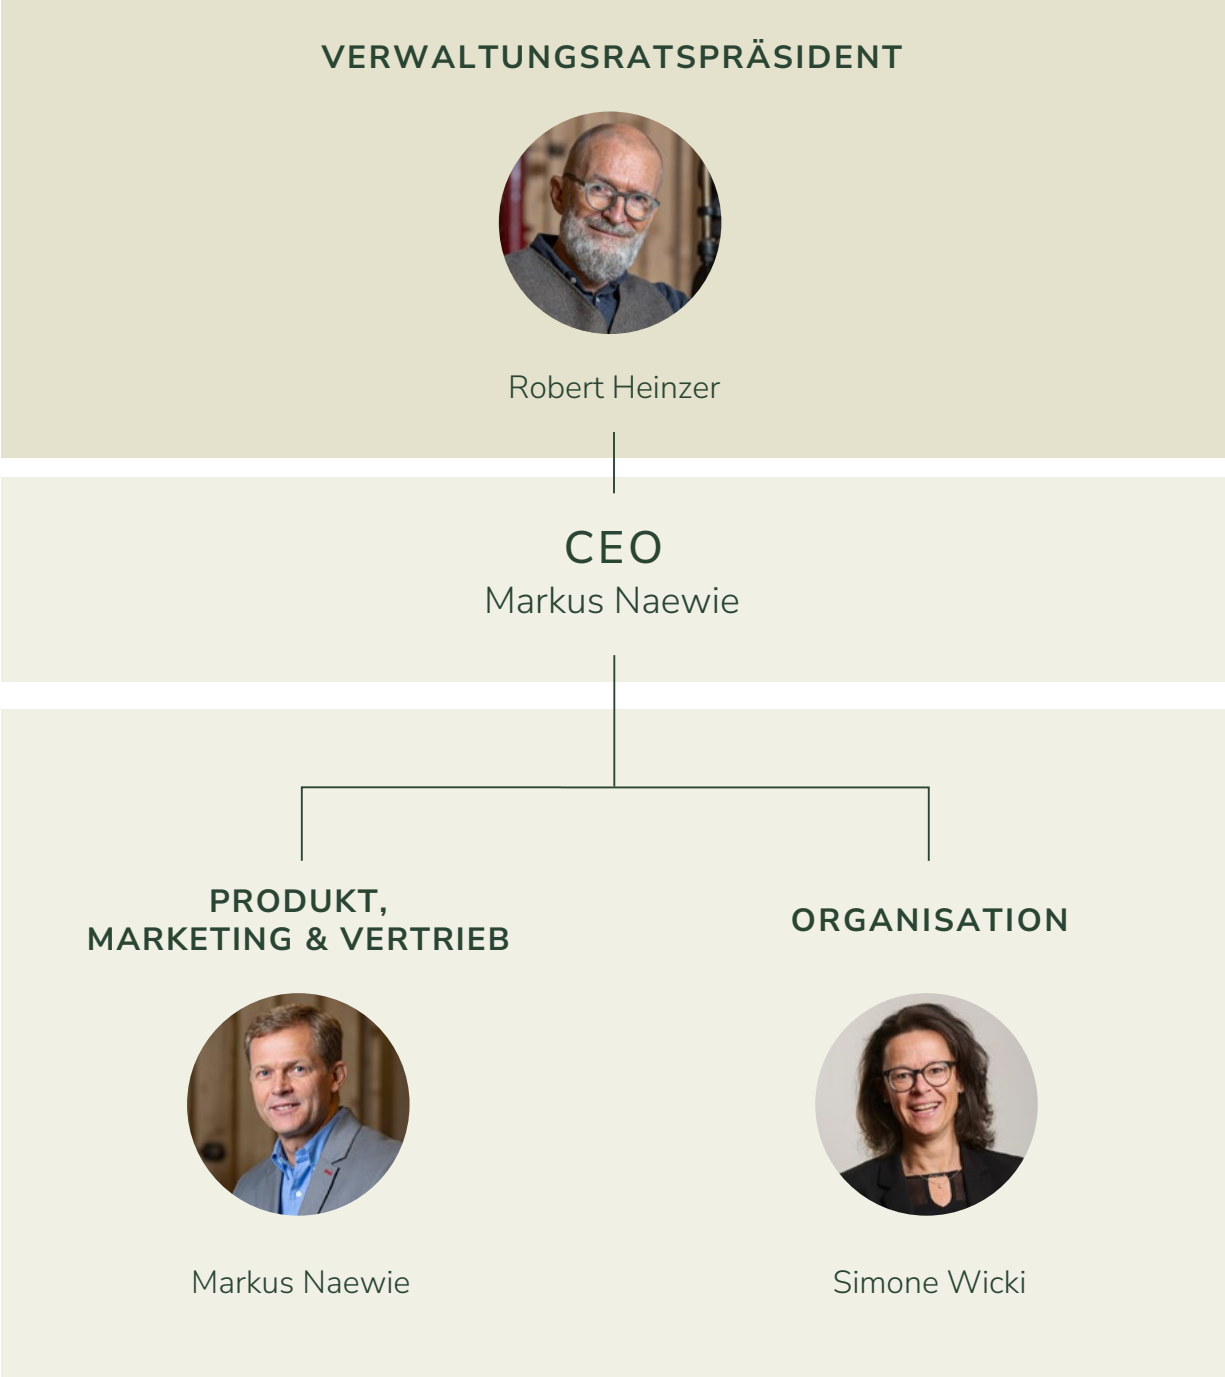 VERWALTUNGSRATSPRÄSIDENT
Robert Heinzer
CEO
Markus Naewie
PRODUKT,
MARKETING & VERTRIEB
ORGANISATION
Markus Naewie
Simone Wicki